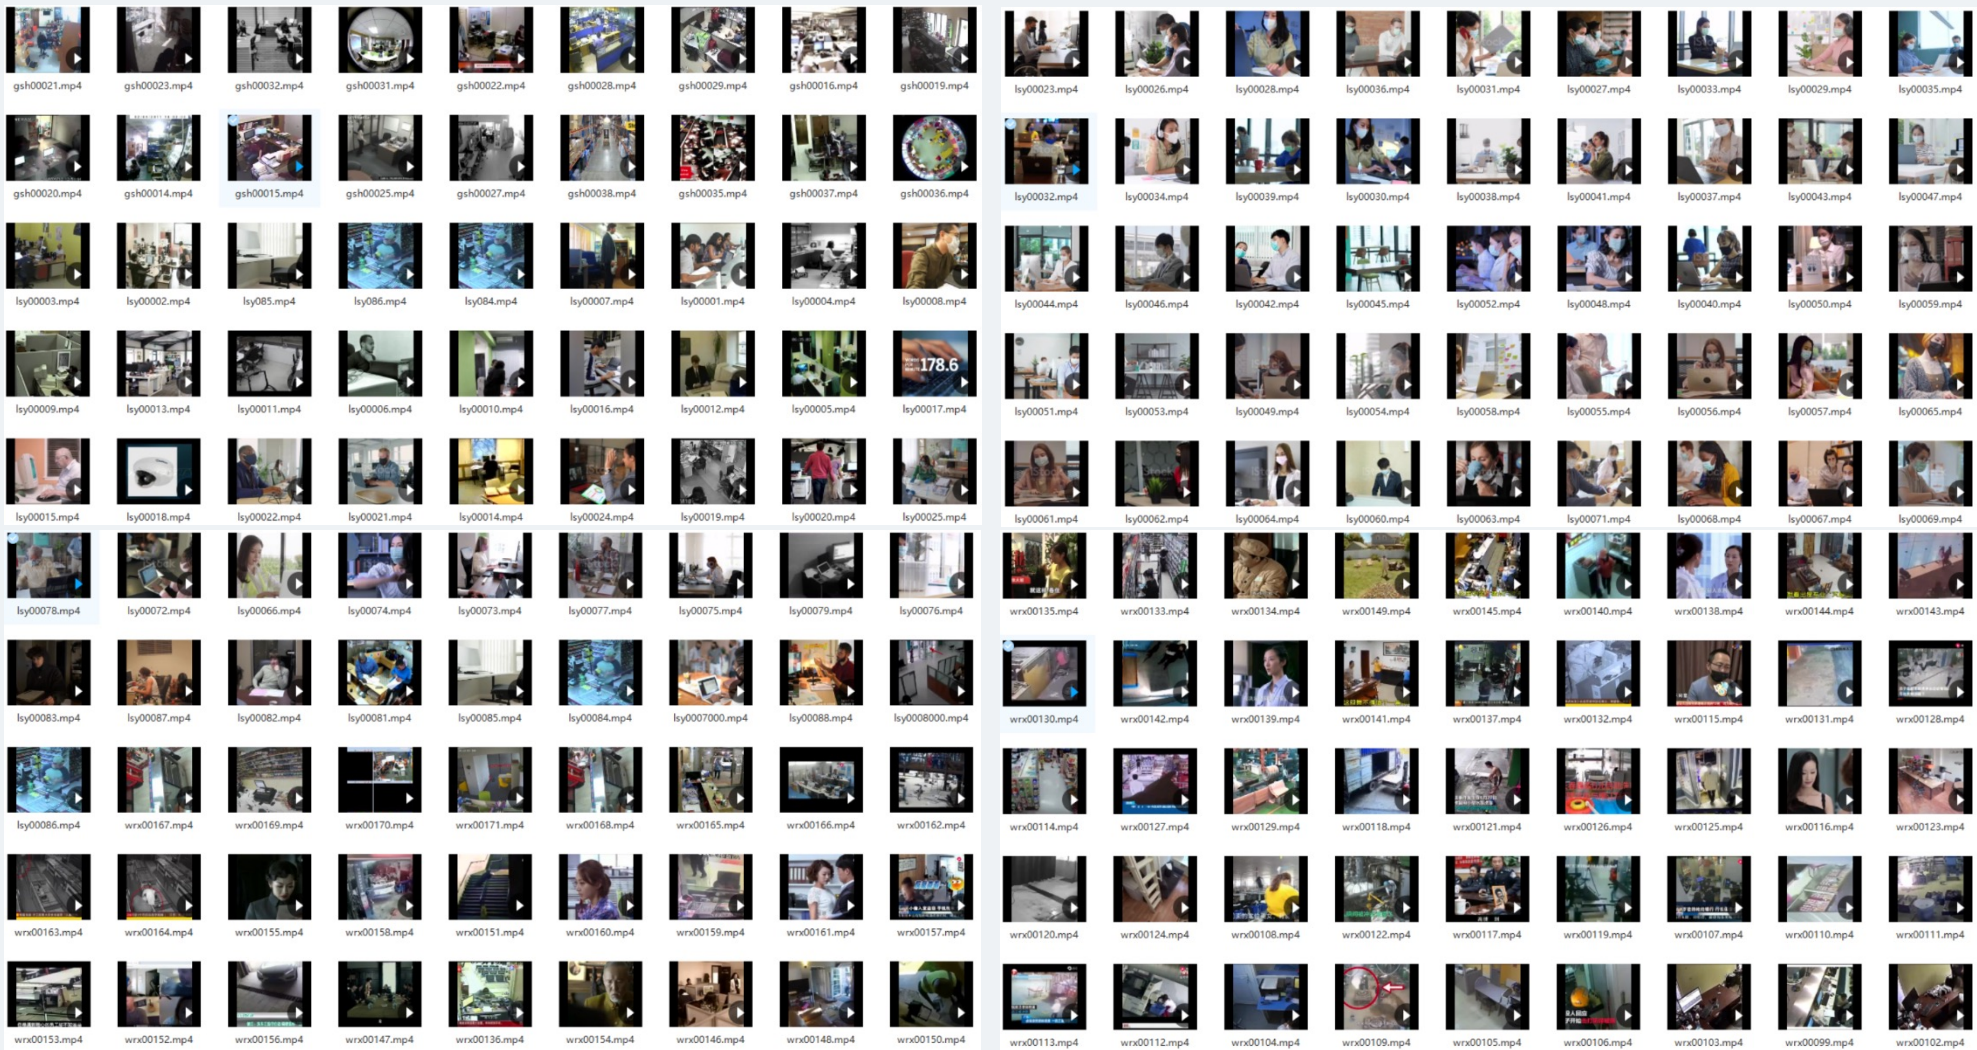 gsh00021.mp4 gsh00023.mp4 gsh00032.mp4 gsh00031.mp4 gsh00022.mp4 gsh00028.mp4 gsh00029.mp4 gsh00016.mp4 gsh00019.mp4
gsh00020.mp4 gsh00014.mp4 gsh00015.mp4 gsh00025.mp4 gsh00027.mp4 gsh00038.mp4 gsh00035.mp4 gsh00037.mp4 gsh00036.mp4
lsy00003.mp4 lsy00002.mp4 lsy085.mp4 lsy086.mp4 lsy084.mp4 lsy00007.mp4 lsy00001.mp4 lsy00004.mp4 lsy00008.mp4
178.6
lsy00009.mp4 lsy00013.mp4 lsy00011.mp4 lsy00006.mp4 lsy00010.mp4 lsy00016.mp4 lsy00012.mp4 lsy00005.mp4 lsy00017.mp4
lsy00015.mp4 lsy00018.mp4 lsy00022.mp4 lsy00021.mp4 lsy00014.mp4 lsy00024.mp4 lsy00019.mp4 lsy00020.mp4 lsy00025.mp4
lsy00023.mp4 lsy00026.mp4 lsy00028.mp4 lsy00036.mp4 lsy00031.mp4 lsy00027.mp4 lsy00033.mp4 lsy00029.mp4 lsy00035.mp4
lsy00032.mp4 lsy00034.mp4 lsy00039.mp4 lsy00030.mp4 lsy00038.mp4 lsy00041.mp4 lsy00037.mp4 lsy00043.mp4 lsy00047.mp4
lsy00044.mp4 lsy00046.mp4 lsy00042.mp4 lsy00045.mp4 lsy00052.mp4 lsy00048.mp4 lsy00040.mp4 lsy00050.mp4 lsy00059.mp4
lsy00051.mp4 lsy00053.mp4 lsy00049.mp4 lsy00054.mp4 lsy00058.mp4 lsy00055.mp4 lsy00056.mp4 lsy00057.mp4 lsy00065.mp4
lsy00061.mp4 lsy00062.mp4 lsy00064.mp4 lsy00060.mp4 lsy00063.mp4 lsy00071.mp4 lsy00068.mp4 lsy00067.mp4 lsy00069.mp4
lsy00078.mp4 lsy00072.mp4 lsy00066.mp4 lsy00074.mp4 lsy00073.mp4 lsy00077.mp4 lsy00075.mp4 lsy00079.mp4 lsy00076.mp4
lsy00083.mp4 lsy00087.mp4 lsy00082.mp4 lsy00081.mp4 lsy00085.mp4 lsy00084.mp4 lsy0007000.mp4 lsy00088.mp4 lsy0008000.mp4
lsy00086.mp4 wrx00167.mp4 wrx00169.mp4 wrx00170.mp4 wrx00171.mp4 wrx00168.mp4 wrx00165.mp4 wrx00166.mp4 wrx00162.mp4
wrx00163.mp4 wrx00164.mp4 wrx00155.mp4 wrx00158.mp4 wrx00151.mp4 wrx00160.mp4 wrx00159.mp4 wrx00161.mp4 wrx00157.mp4
wrx00153.mp4 wrx00152.mp4 wrx00156.mp4 wrx00147.mp4 wrx00136.mp4 wrx00154.mp4 wrx00146.mp4 wrx00148.mp4 wrx00150.mp4
wrx00135.mp4 wrx00133.mp4 wrx00134.mp4 wrx00149.mp4 wrx00145.mp4 wrx00140.mp4 wrx00138.mp4 wrx00144.mp4 wrx00143.mp4
wrx00130.mp4 wrx00142.mp4 wrx00139.mp4 wrx00141.mp4 wrx00137.mp4 wrx00132.mp4 wrx00115.mp4 wrx00131.mp4 wrx00128.mp4
wrx00114.mp4 wrx00127.mp4 wrx00129.mp4 wrx00118.mp4 wrx00121.mp4 wrx00126.mp4 wrx00125.mp4 wrx00116.mp4 wrx00123.mp4
wrx00120.mp4 wrx00124.mp4 wrx00108.mp4 wrx00122.mp4 wrx00117.mp4 wrx00119.mp4 wrx00107.mp4 wrx00110.mp4 wrx00111.mp4
wrx00113.mp4 wrx00112.mp4 wrx00104.mp4 wrx00109.mp4 wrx00105.mp4 wrx00106.mp4 wrx00103.mp4 wrx00099.mp4 wrx00102.mp4